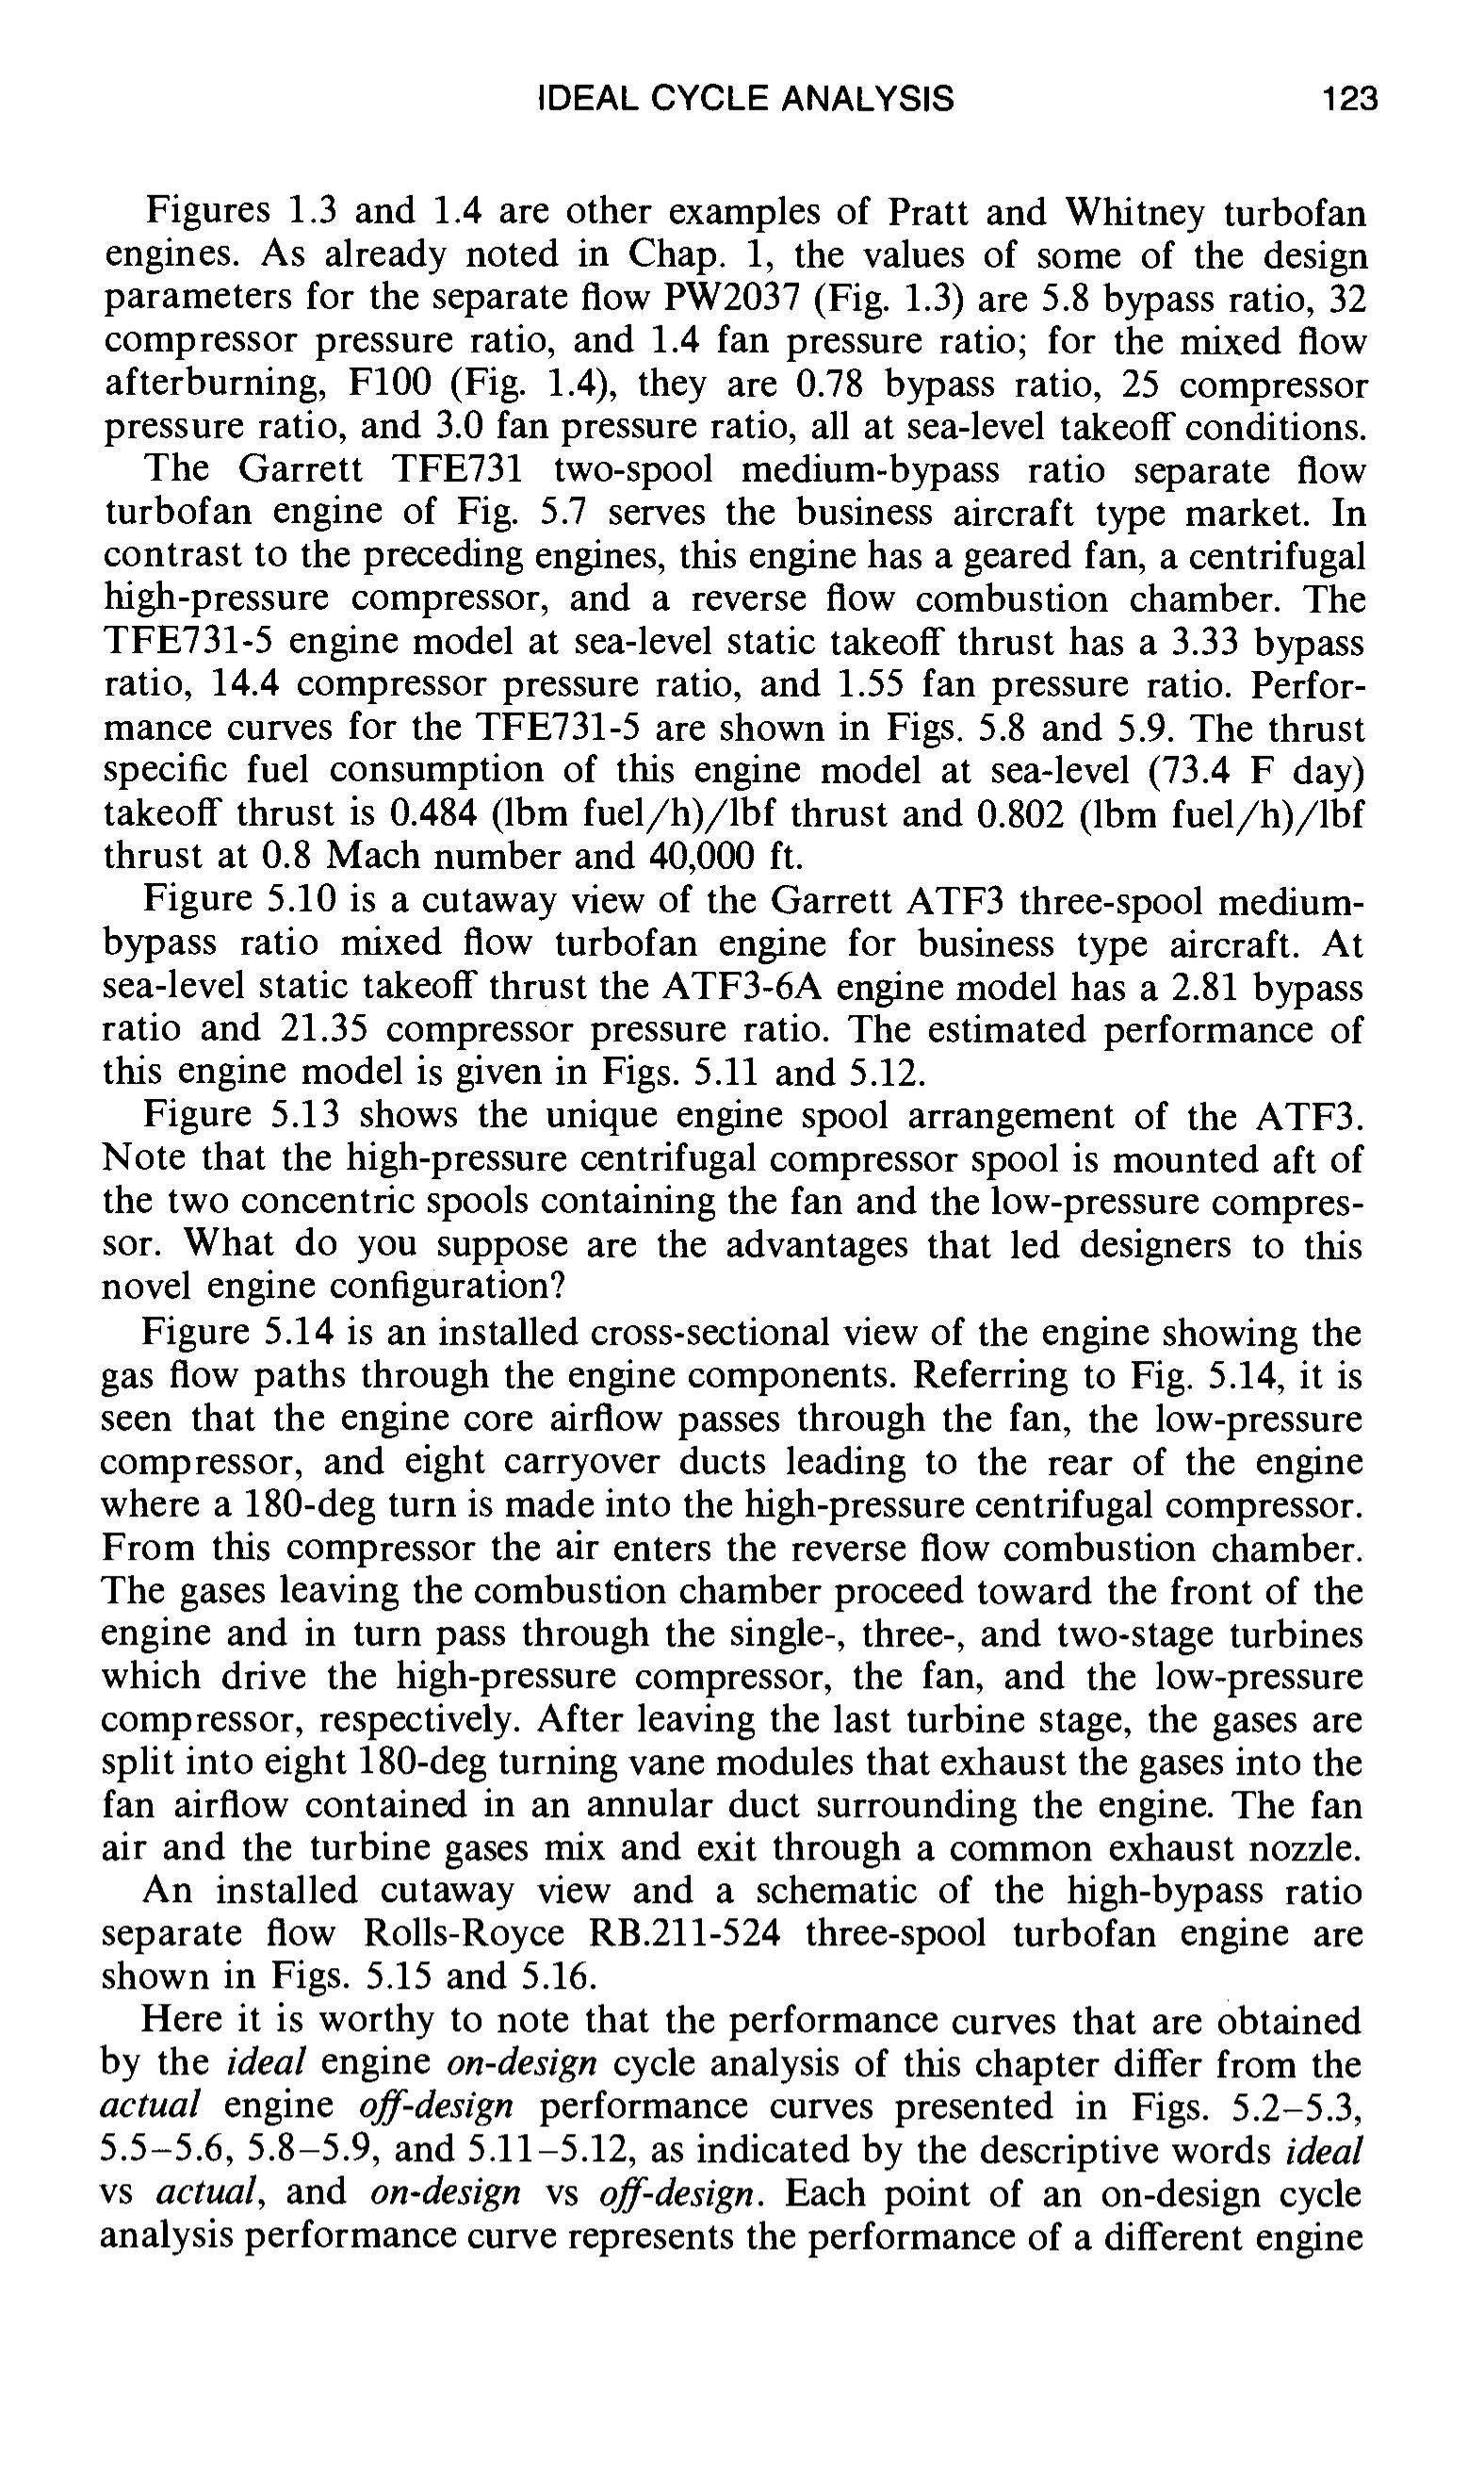 IDEAL CYCLE ANALYSIS 123
Figures 1.3 and 1.4 are other examples of Pratt and Whitney turbofan
engines. As already noted in Chap. 1, the values of some of the design
parameters for the separate flow PW2037 (Fig. 1.3) are 5.8 bypass ratio, 32
compressor pressure ratio, and 1.4 fan pressure ratio; for the mixed flow
afterburning, F100 (Fig. 1.4), they are 0.78 bypass ratio, 25 compressor
pressure ratio, and 3.0 fan pressure ratio, all at sea-level takeoff conditions.
The Garrett TFE731 two-spool medium-bypass ratio separate flow
turbofan engine of Fig. 5.7 serves the business aircraft type market. In
contrast to the preceding engines, this engine has a geared fan, a centrifugal
high-pressure compressor, and a reverse flow combustion chamber. The
TFE731-5 engine model at sea-level static takeoff thrust has a 3.33 bypass
ratio, 14.4 compressor pressure ratio, and 1.55 fan pressure ratio. Perfor-
mance curves for the TFE731-5 are shown in Figs. 5.8 and 5.9. The thrust
specific fuel consumption of this engine model at sea-level (73.4 F day)
takeoff thrust is 0.484 (lbm fuel/h)/lbf thrust and 0.802 (lbm fuel/h)/lbf
thrust at 0.8 Mach number and 40,000 ft.
Figure 5.10 is a cutaway view of the Garrett ATF3 three-spool medium-
bypass ratio mixed flow turbofan engine for business type aircraft. At
sea-level static takeoff thrust the ATF3-6A engine model has a 2.81 bypass
ratio and 21.35 compressor pressure ratio. The estimated performance of
this engine model is given in Figs. 5.11 and 5.12.
Figure 5.13 shows the unique engine spool arrangement of the ATF3.
Note that the high-pressure centrifugal compressor spool is mounted aft of
the two concentric spools containing the fan and the low-pressure compres-
sor. What do you suppose are the advantages that led designers to this
novel engine configuration?
Figure 5.14 is an installed cross-sectional view of the engine showing the
gas flow paths through the engine components. Referring to Fig. 5.14, it is
seen that the engine core airflow passes through the fan, the low-pressure
compressor, and eight carryover ducts leading to the rear of the engine
where a 180-deg turn is made into the high-pressure centrifugal compressor.
From this compressor the air enters the reverse flow combustion chamber.
The gases leaving the combustion chamber proceed toward the front of the
engine and in turn pass through the single-, three-, and two-stage turbines
which drive the high-pressure compressor, the fan, and the low-pressure
compressor, respectively. After leaving the last turbine stage, the gases are
split into eight 180-deg turning vane modules that exhaust the gases into the
fan airflow contained in an annular duct surrounding the engine. The fan
air and the turbine gases mix and exit through a common exhaust nozzle.
An installed cutaway view and a schematic of the high-bypass ratio
separate flow Rolls-Royce RB.211-524 three-spool turbofan engine are
shown in Figs. 5.15 and 5.16.
Here it is worthy to note that the performance curves that are obtained
by the ideal engine on-design cycle analysis of this chapter differ from the
actual engine off-design performance curves presented in Figs. 5.2–5.3,
5.5–5.6, 5.8–5.9, and 5.11–5.12, as indicated by the descriptive words ideal
vs actual, and on-design vs off-design. Each point of an on-design cycle
analysis performance curve represents the performance of a different engine